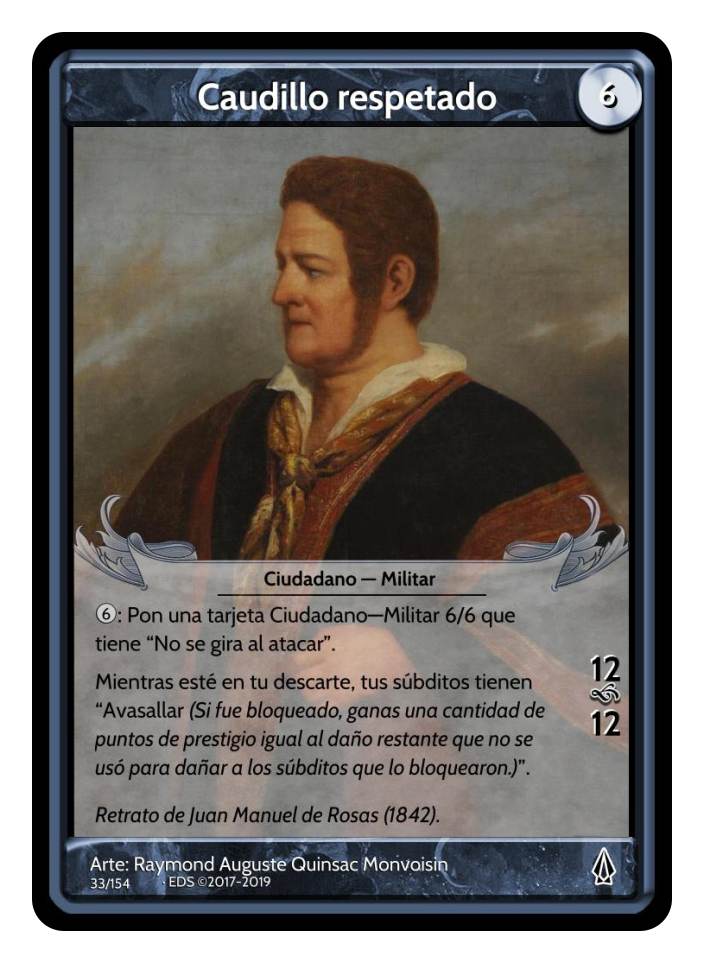 Caudillo respetado
6
Ciudadano — Militar
6: Pon una tarjeta Ciudadano—Militar 6/6 que
tiene “No se gira al atacar”.
Mientras esté en tu descarte, tus súbditos tienen
“Avasallar (Si fue bloqueado, ganas una cantidad de
puntos de prestigio igual al daño restante que no se
usó para dañar a los súbditos que lo bloquearon.)”.
12
12
Retrato de Juan Manuel de Rosas (1842).
Arte: Raymond Auguste Quinsac Monvoisin
33/154 EDS ©2017-2019